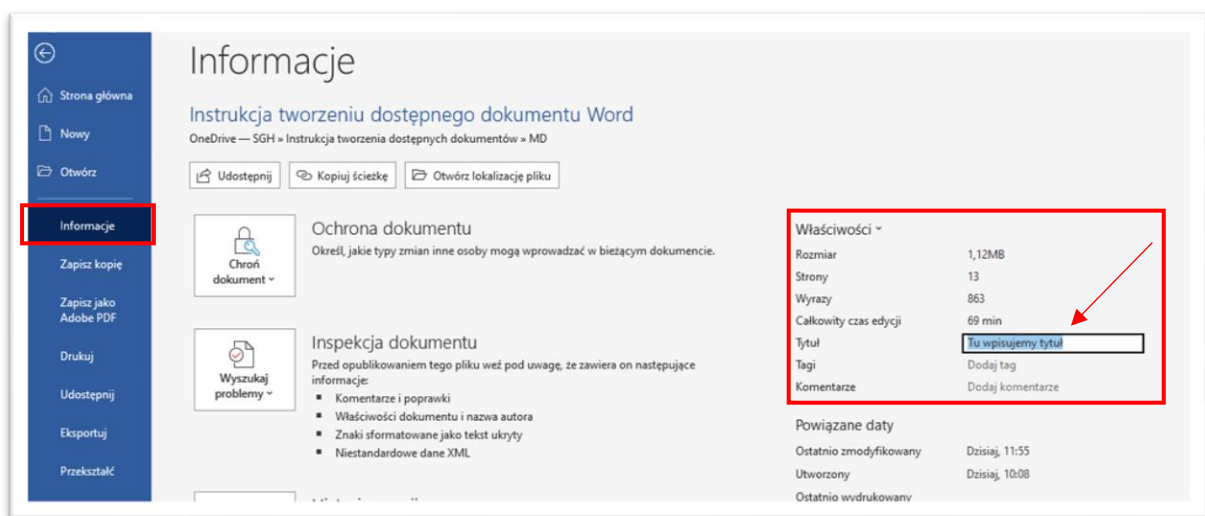 Informacje
Instrukcja tworzeniu dostępnego dokumentu Word
OneDrive — SGH » Instrukcja tworzenia dostępnych dokumentów » MD
Udostępnij
Kopiuj ścieżkę
Otwórz lokalizację pliku
Strona główna
Nowy
Otwórz
Informacje
Zapisz kopię
Zapisz jako
Adobe PDF
Drukuj
Udostępnij
Eksportuj
Przekształć
Chroń
dokument
Ochrona dokumentu
Określ, jakie typy zmian inne osoby mogą wprowadzać w bieżącym dokumencie.
Wyszukaj
problemy
Inspekcja dokumentu
Przed opublikowaniem tego pliku weź pod uwagę, że zawiera on następujące
informacje:
Komentarze i poprawki
Właściwości dokumentu i nazwa autora
Znaki sformatowane jako tekst ukryty
Niestandardowe dane XML
Właściwości
Rozmiar 1,12MB
Strony 13
Wyrazy 863
Całkowity czas edycji 69 min
Tytuł Tu wpisujemy tytuł
Tagi Dodaj tag
Komentarze Dodaj komentarze
Powiązane daty
Ostatnio zmodyfikowany Dzisiaj, 11:55
Utworzony Dzisiaj, 10:08
Ostatnio wydrukowany